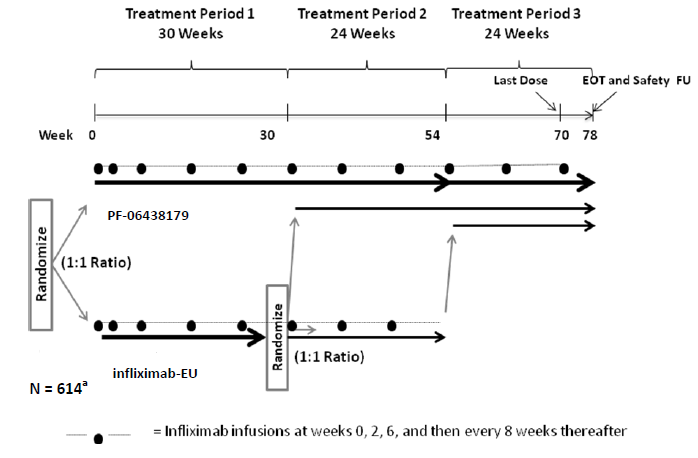 Treatment Period 1
30 Weeks
Treatment Period 2
24 Weeks
Treatment Period 3
24 Weeks
Last Dose
EOT and Safety FU
Week 0 30 54 70 78
PF-06438179
Randomize
(1:1 Ratio)
Randomize
(1:1 Ratio)
infliximab-EU
N = 614ª
= Infliximab infusions at weeks 0, 2, 6, and then every 8 weeks thereafter